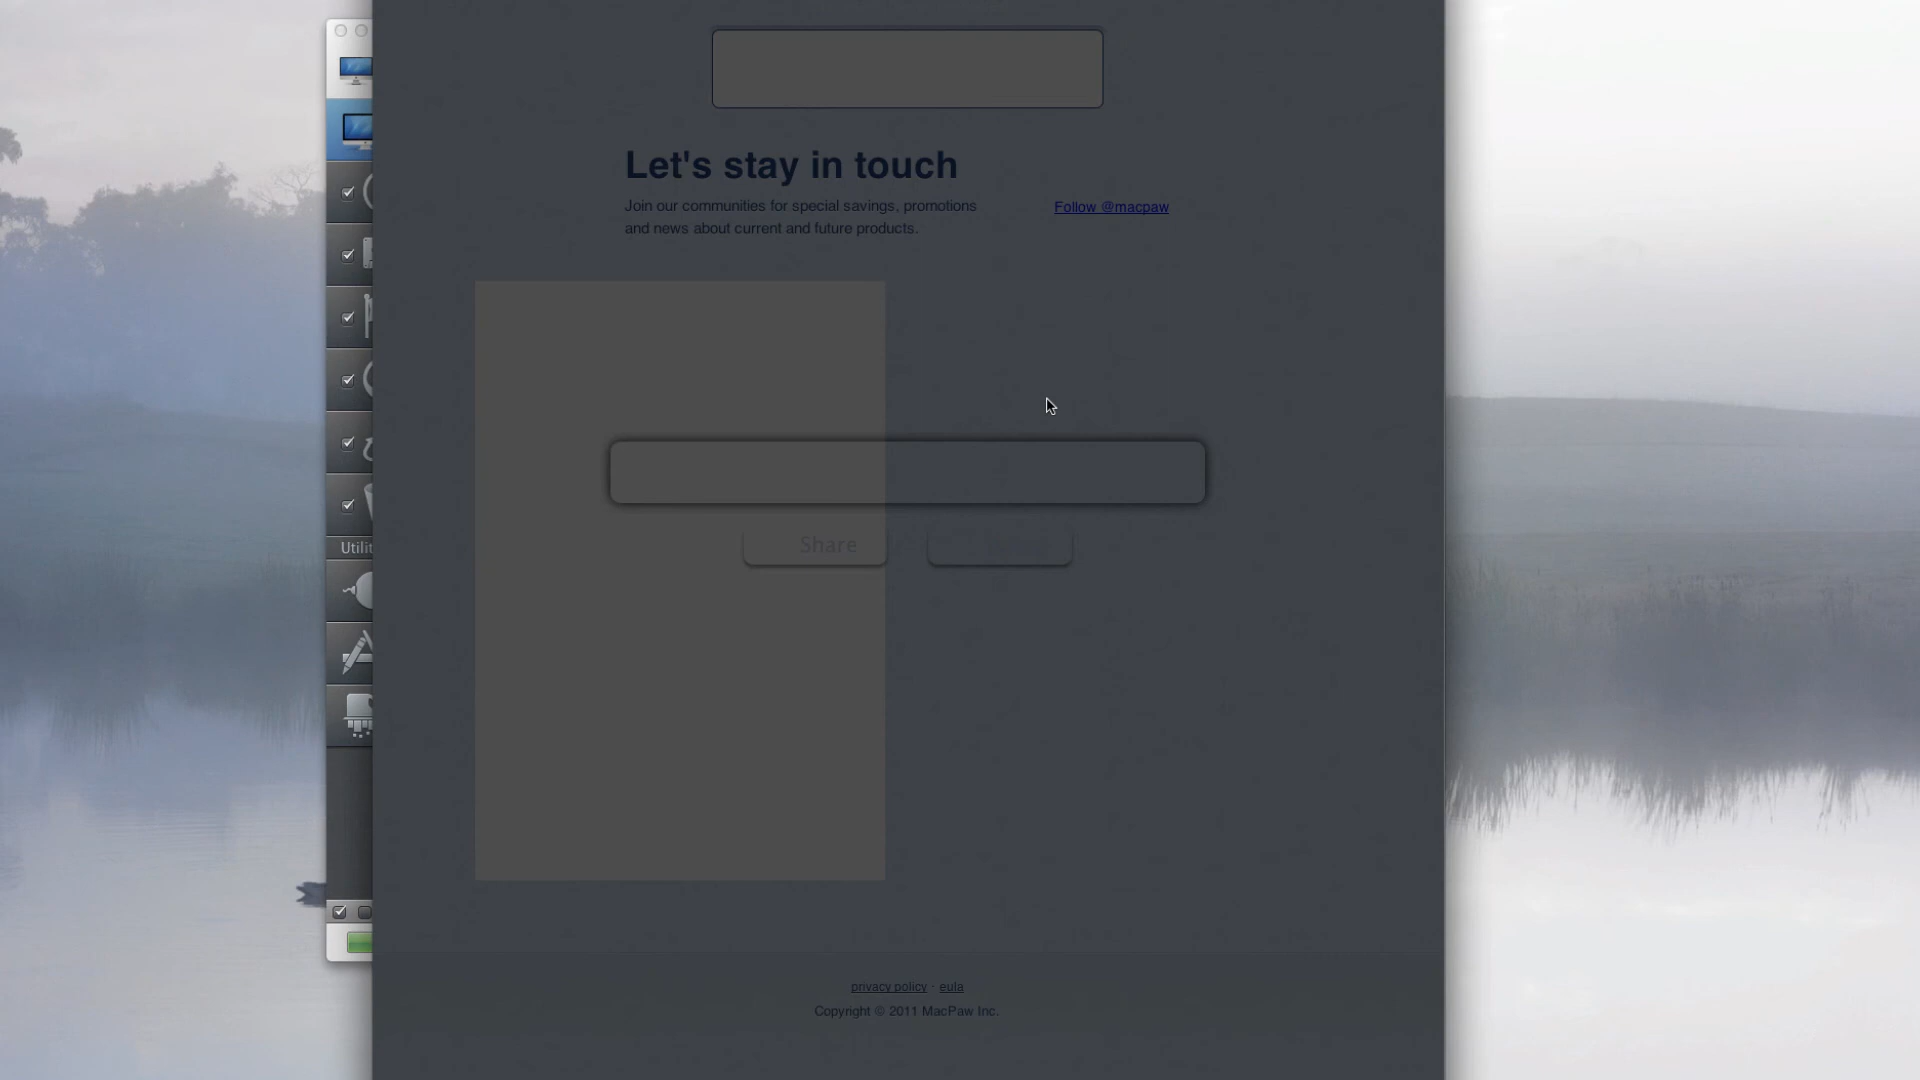 Let's stay in touch
Join our communities for special savings, promotions
and news about current and future products.
Follow @macpaw
Share
Utilit
privacy policy · eula
Copyright © 2011 MacPaw Inc.